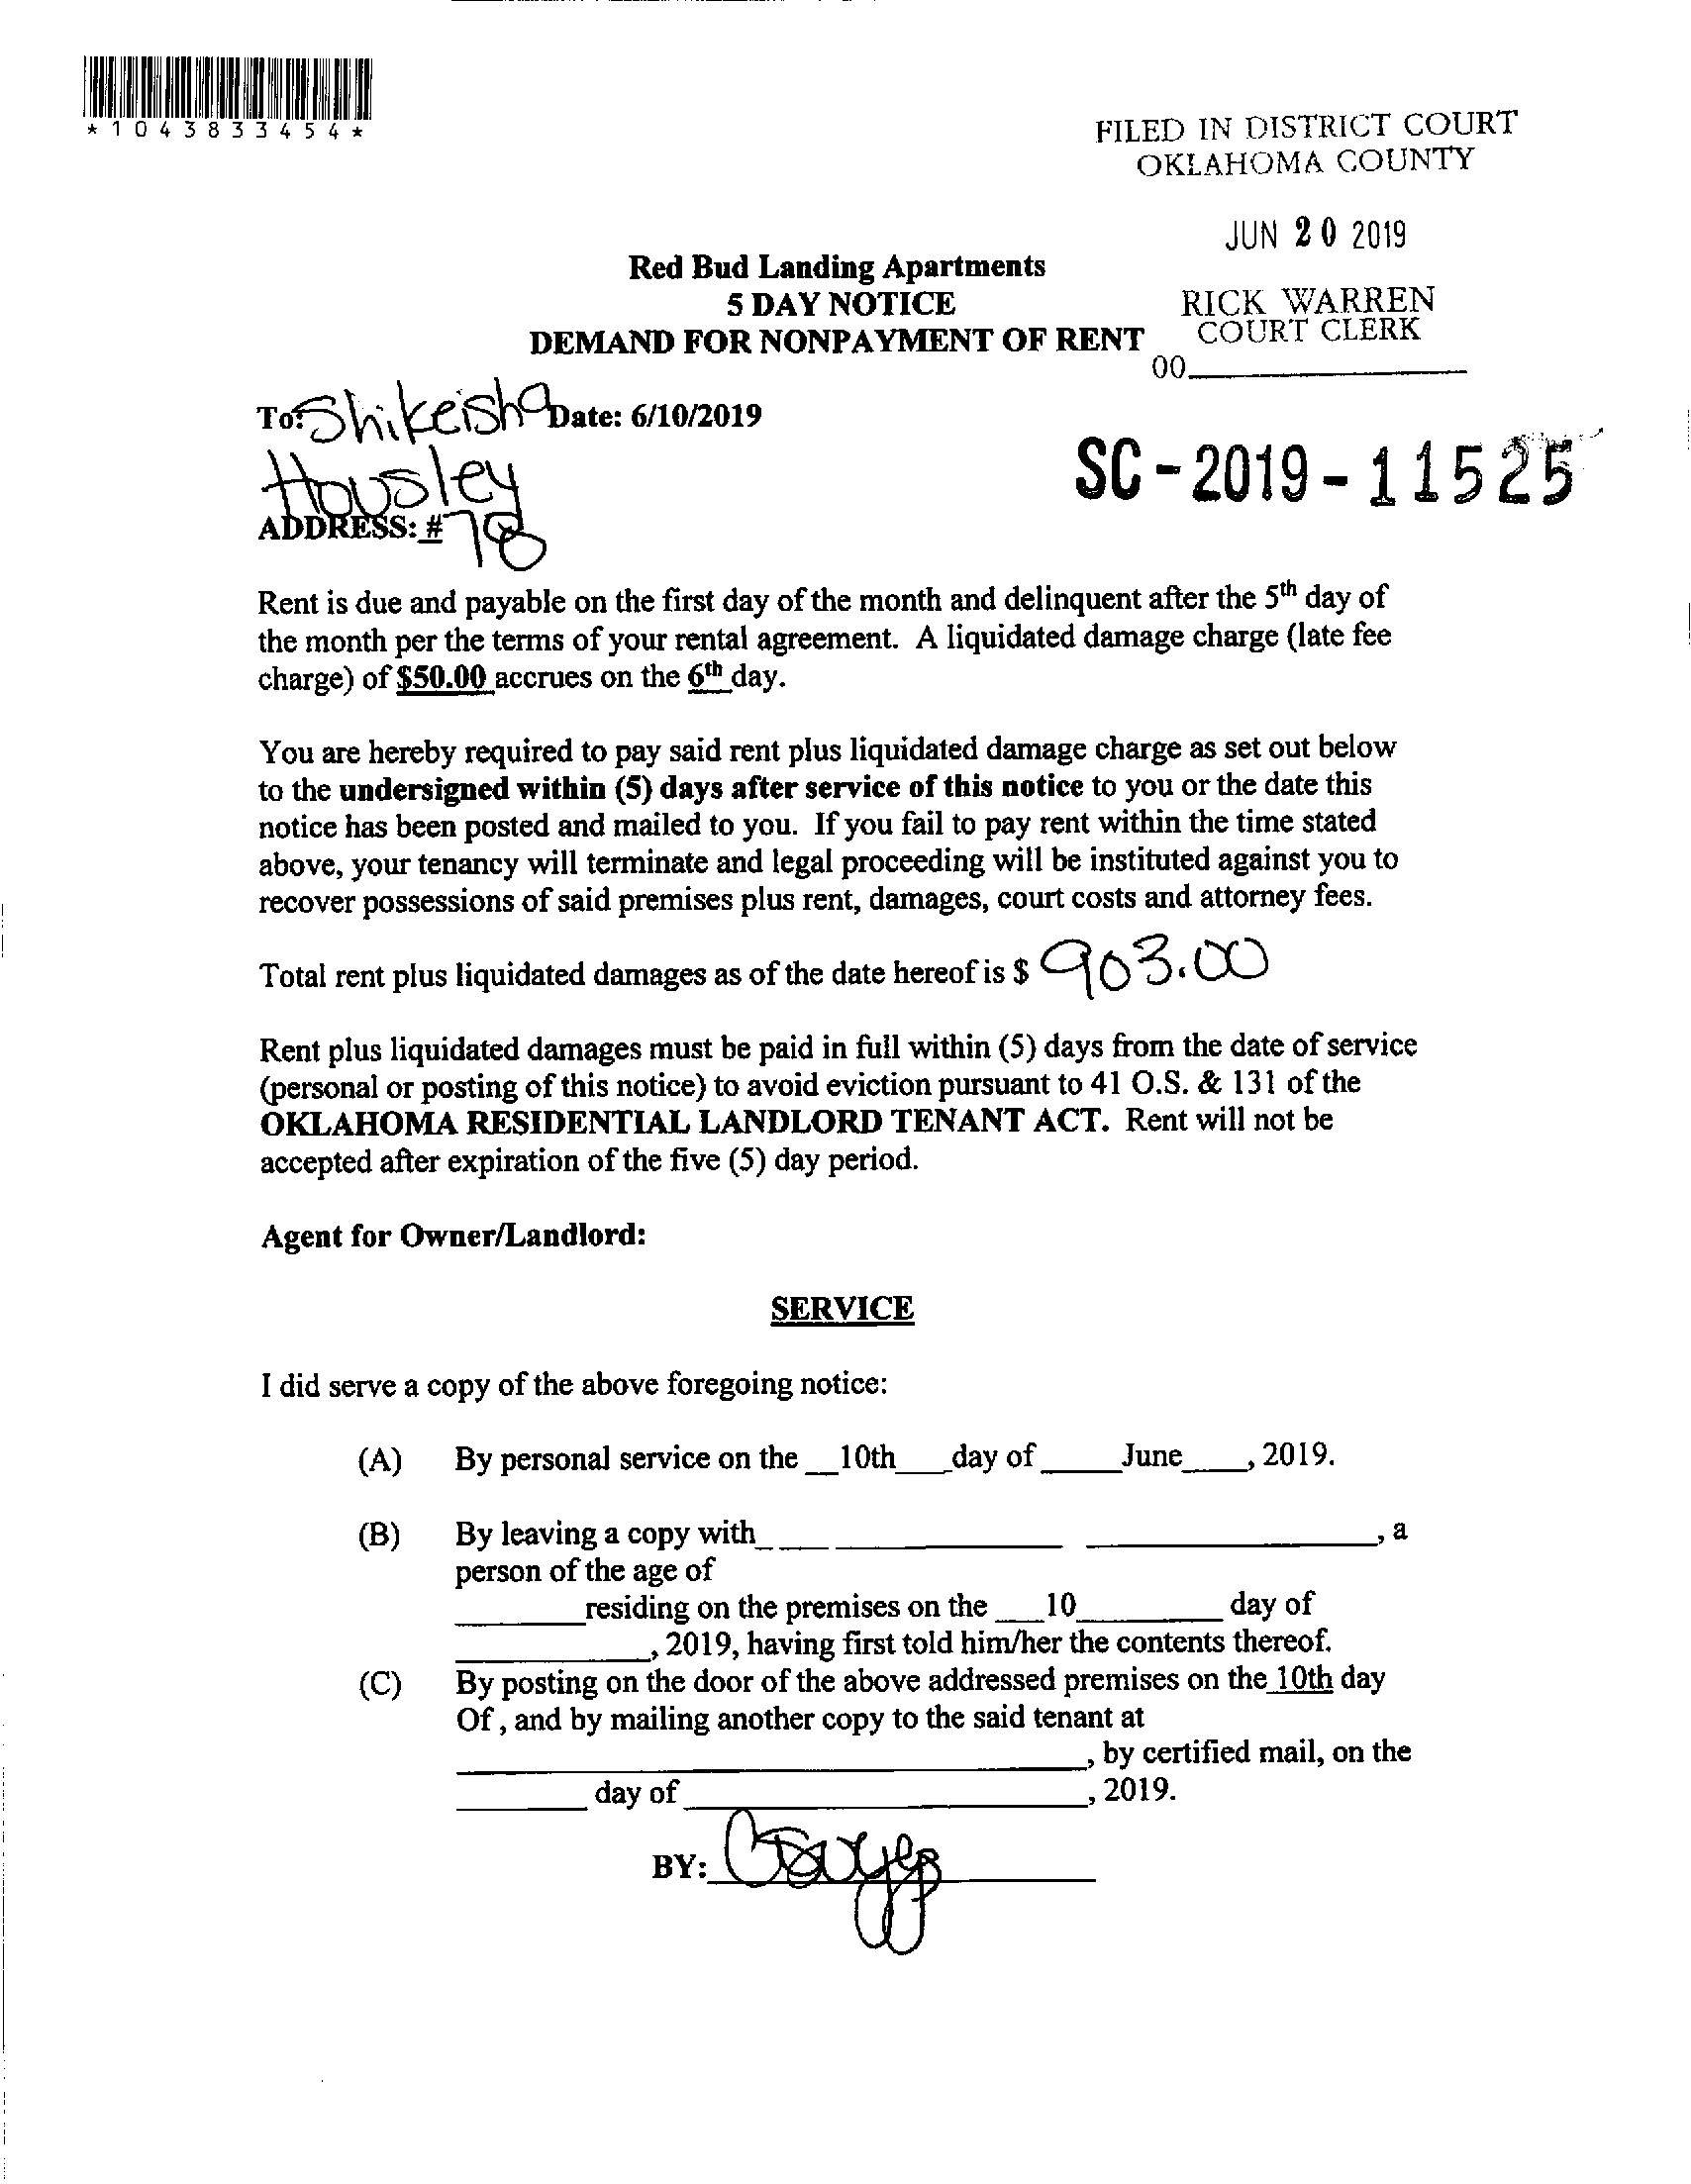 *1043833454*
FILED IN DISTRICT COURT
OKLAHOMA COUNTY
JUN 20 2019
RICK WARREN
COURT CLERK
00
Red Bud Landing Apartments
5 DAY NOTICE
DEMAND FOR NONPAYMENT OF RENT
To: Shikeisha Date: 6/10/2019
Housley
ADDRESS: # 78
SC-2019-11525
Rent is due and payable on the first day of the month and delinquent after the 5th day of
the month per the terms of your rental agreement. A liquidated damage charge (late fee
charge) of $50.00 accrues on the 6th day.
You are hereby required to pay said rent plus liquidated damage charge as set out below
to the undersigned within (5) days after service of this notice to you or the date this
notice has been posted and mailed to you. If you fail to pay rent within the time stated
above, your tenancy will terminate and legal proceeding will be instituted against you to
recover possessions of said premises plus rent, damages, court costs and attorney fees.
Total rent plus liquidated damages as of the date hereof is $ 903.00
Rent plus liquidated damages must be paid in full within (5) days from the date of service
(personal or posting of this notice) to avoid eviction pursuant to 41 O.S. & 131 of the
OKLAHOMA RESIDENTIAL LANDLORD TENANT ACT. Rent will not be
accepted after expiration of the five (5) day period.
Agent for Owner/Landlord:
SERVICE
I did serve a copy of the above foregoing notice:
(A) By personal service on the __10th___day of_____June____, 2019.
(B) By leaving a copy with____ ______________ __________________, a
person of the age of
________residing on the premises on the ___10_________ day of
____________, 2019, having first told him/her the contents thereof.
(C) By posting on the door of the above addressed premises on the_10th day
Of , and by mailing another copy to the said tenant at
_______________________________________, by certified mail, on the
________ day of _________________________, 2019.
BY: